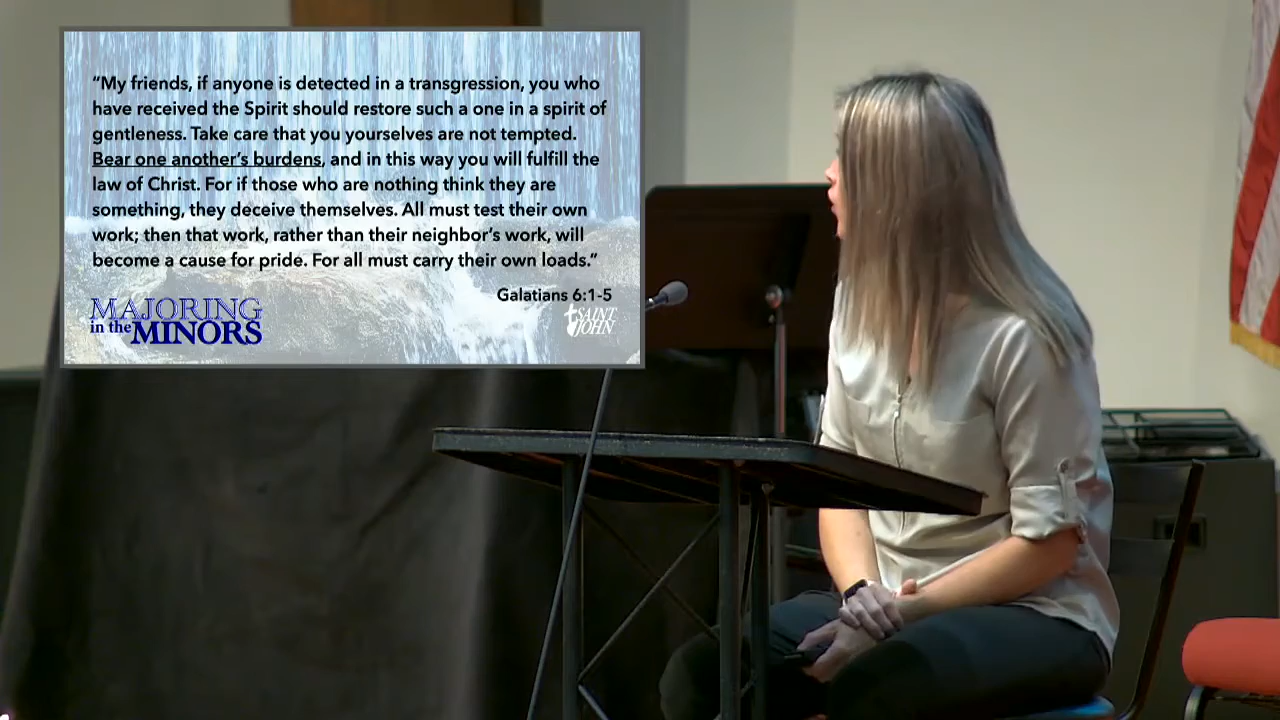 “My friends, if anyone is detected in a transgression, you who
have received the Spirit should restore such a one in a spirit of
gentleness. Take care that you yourselves are not tempted.
Bear one another’s burdens, and in this way you will fulfill the
law of Christ. For if those who are nothing think they are
something, they deceive themselves. All must test their own
work; then that work, rather than their neighbor’s work, will
become a cause for pride. For all must carry their own loads.”
Galatians 6:1-5
MAJORING
in the MINORS
SAINT
JOHN